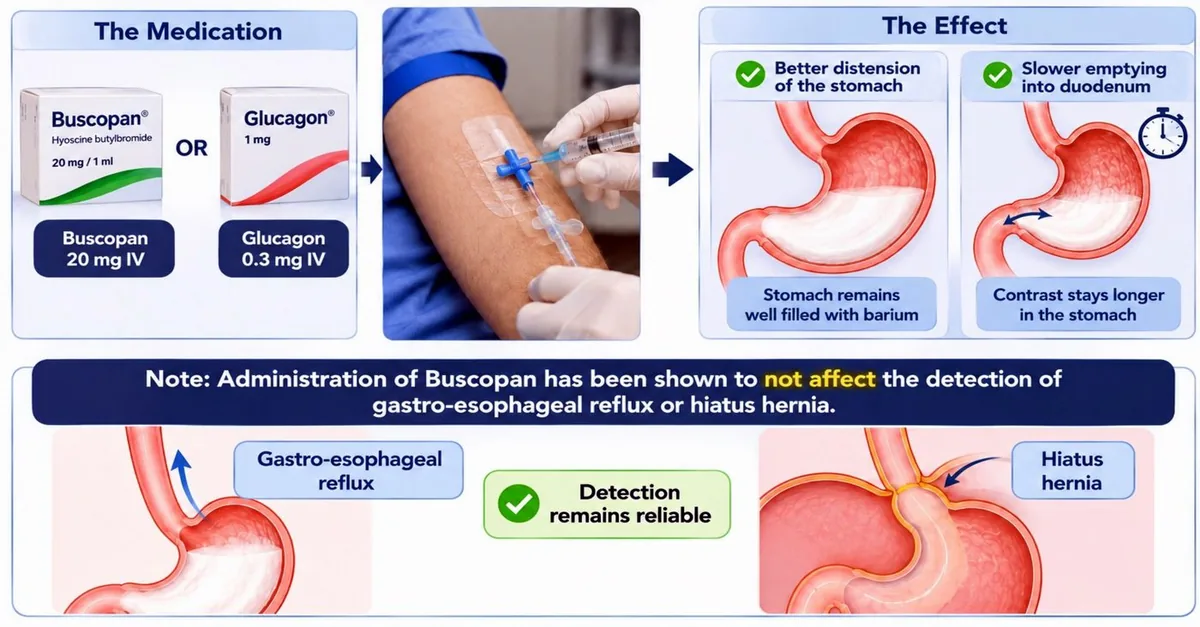 The Medication
Buscopan®
Hyoscine butylbromide
20 mg / 1 ml
OR
Glucagon®
1 mg
Buscopan
20 mg IV
Glucagon
0.3 mg IV
The Effect
Better distension
of the stomach
Stomach remains
well filled with barium
Slower emptying
into duodenum
Contrast stays longer
in the stomach
Note: Administration of Buscopan has been shown to not affect the detection of
gastro-esophageal reflux or hiatus hernia.
Gastro-esophageal
reflux
Detection
remains reliable
Hiatus
hernia